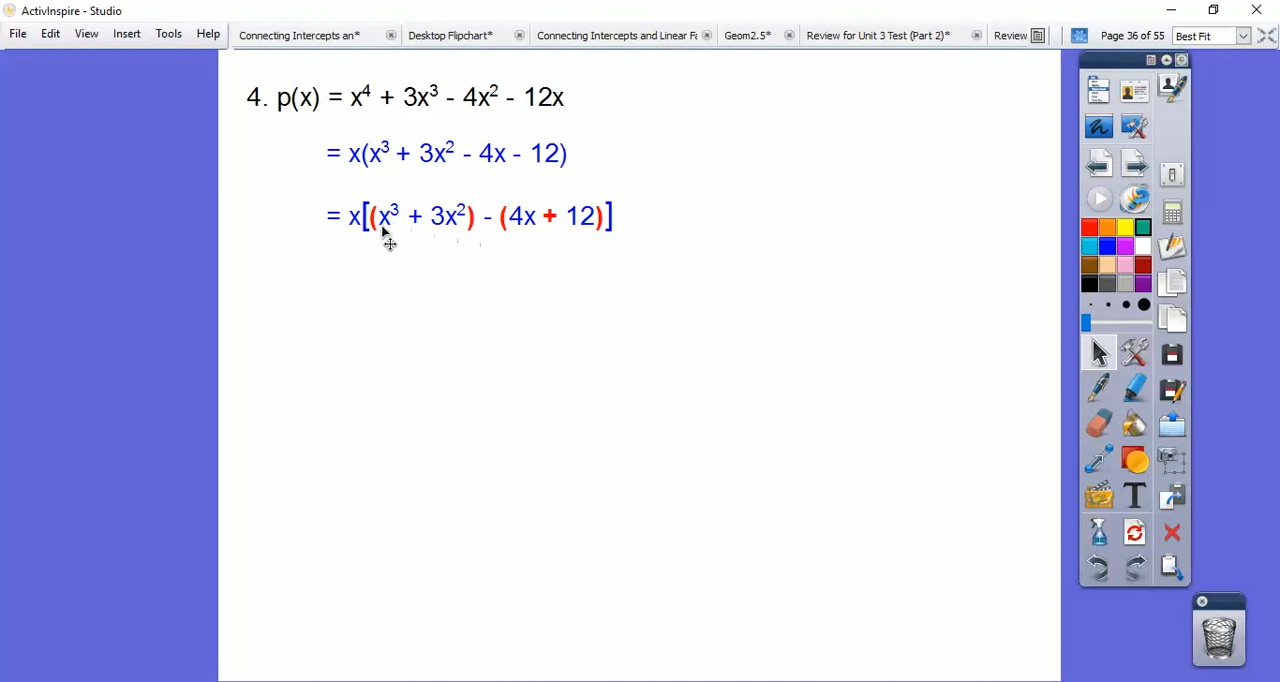 ActivInspire - Studio
File Edit View Insert Tools Help Connecting Intercepts an* Desktop Flipchart* Connecting Intercepts and Linear Fa Geom2.5* Review for Unit 3 Test (Part 2)* Review Page 36 of 55 Best Fit
4. p(x) = x⁴ + 3x³ - 4x² - 12x
= x(x³ + 3x² - 4x - 12)
= x[(x³ + 3x²) - (4x + 12)]